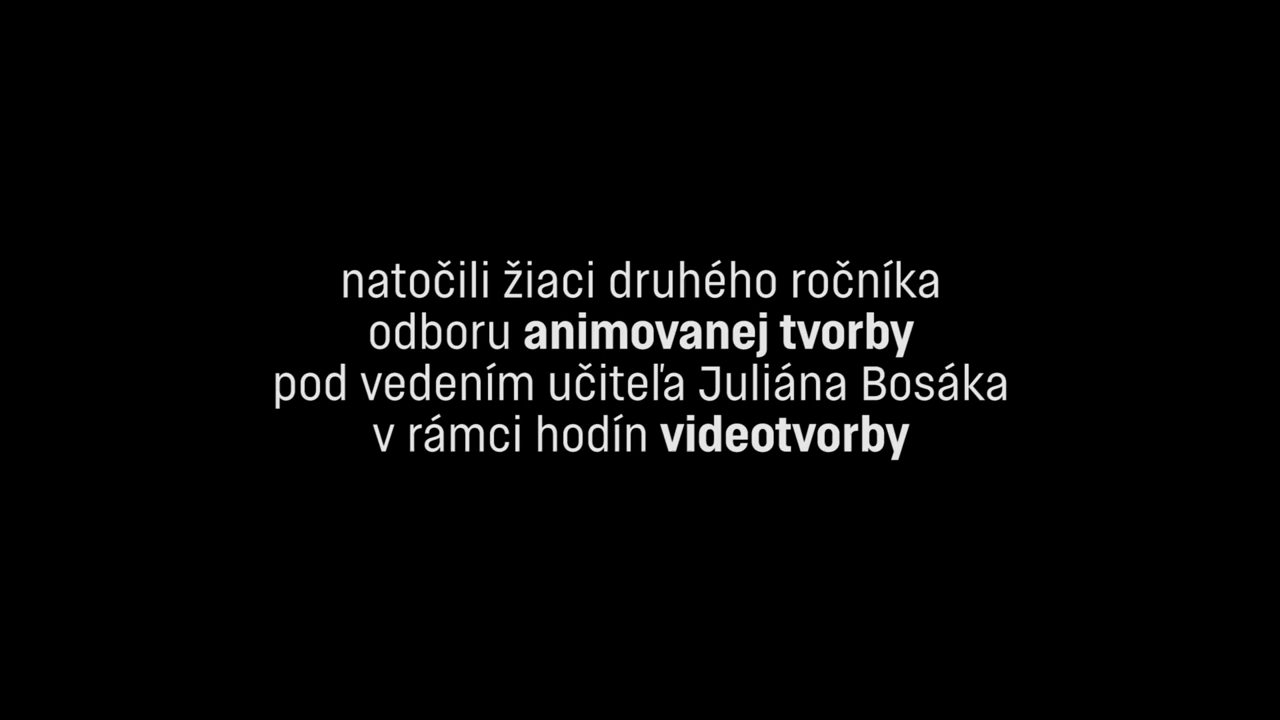 natočili žiaci druhého ročníka
odboru animovanej tvorby
pod vedením učiteľa Juliána Bosáka
v rámci hodín videotvorby